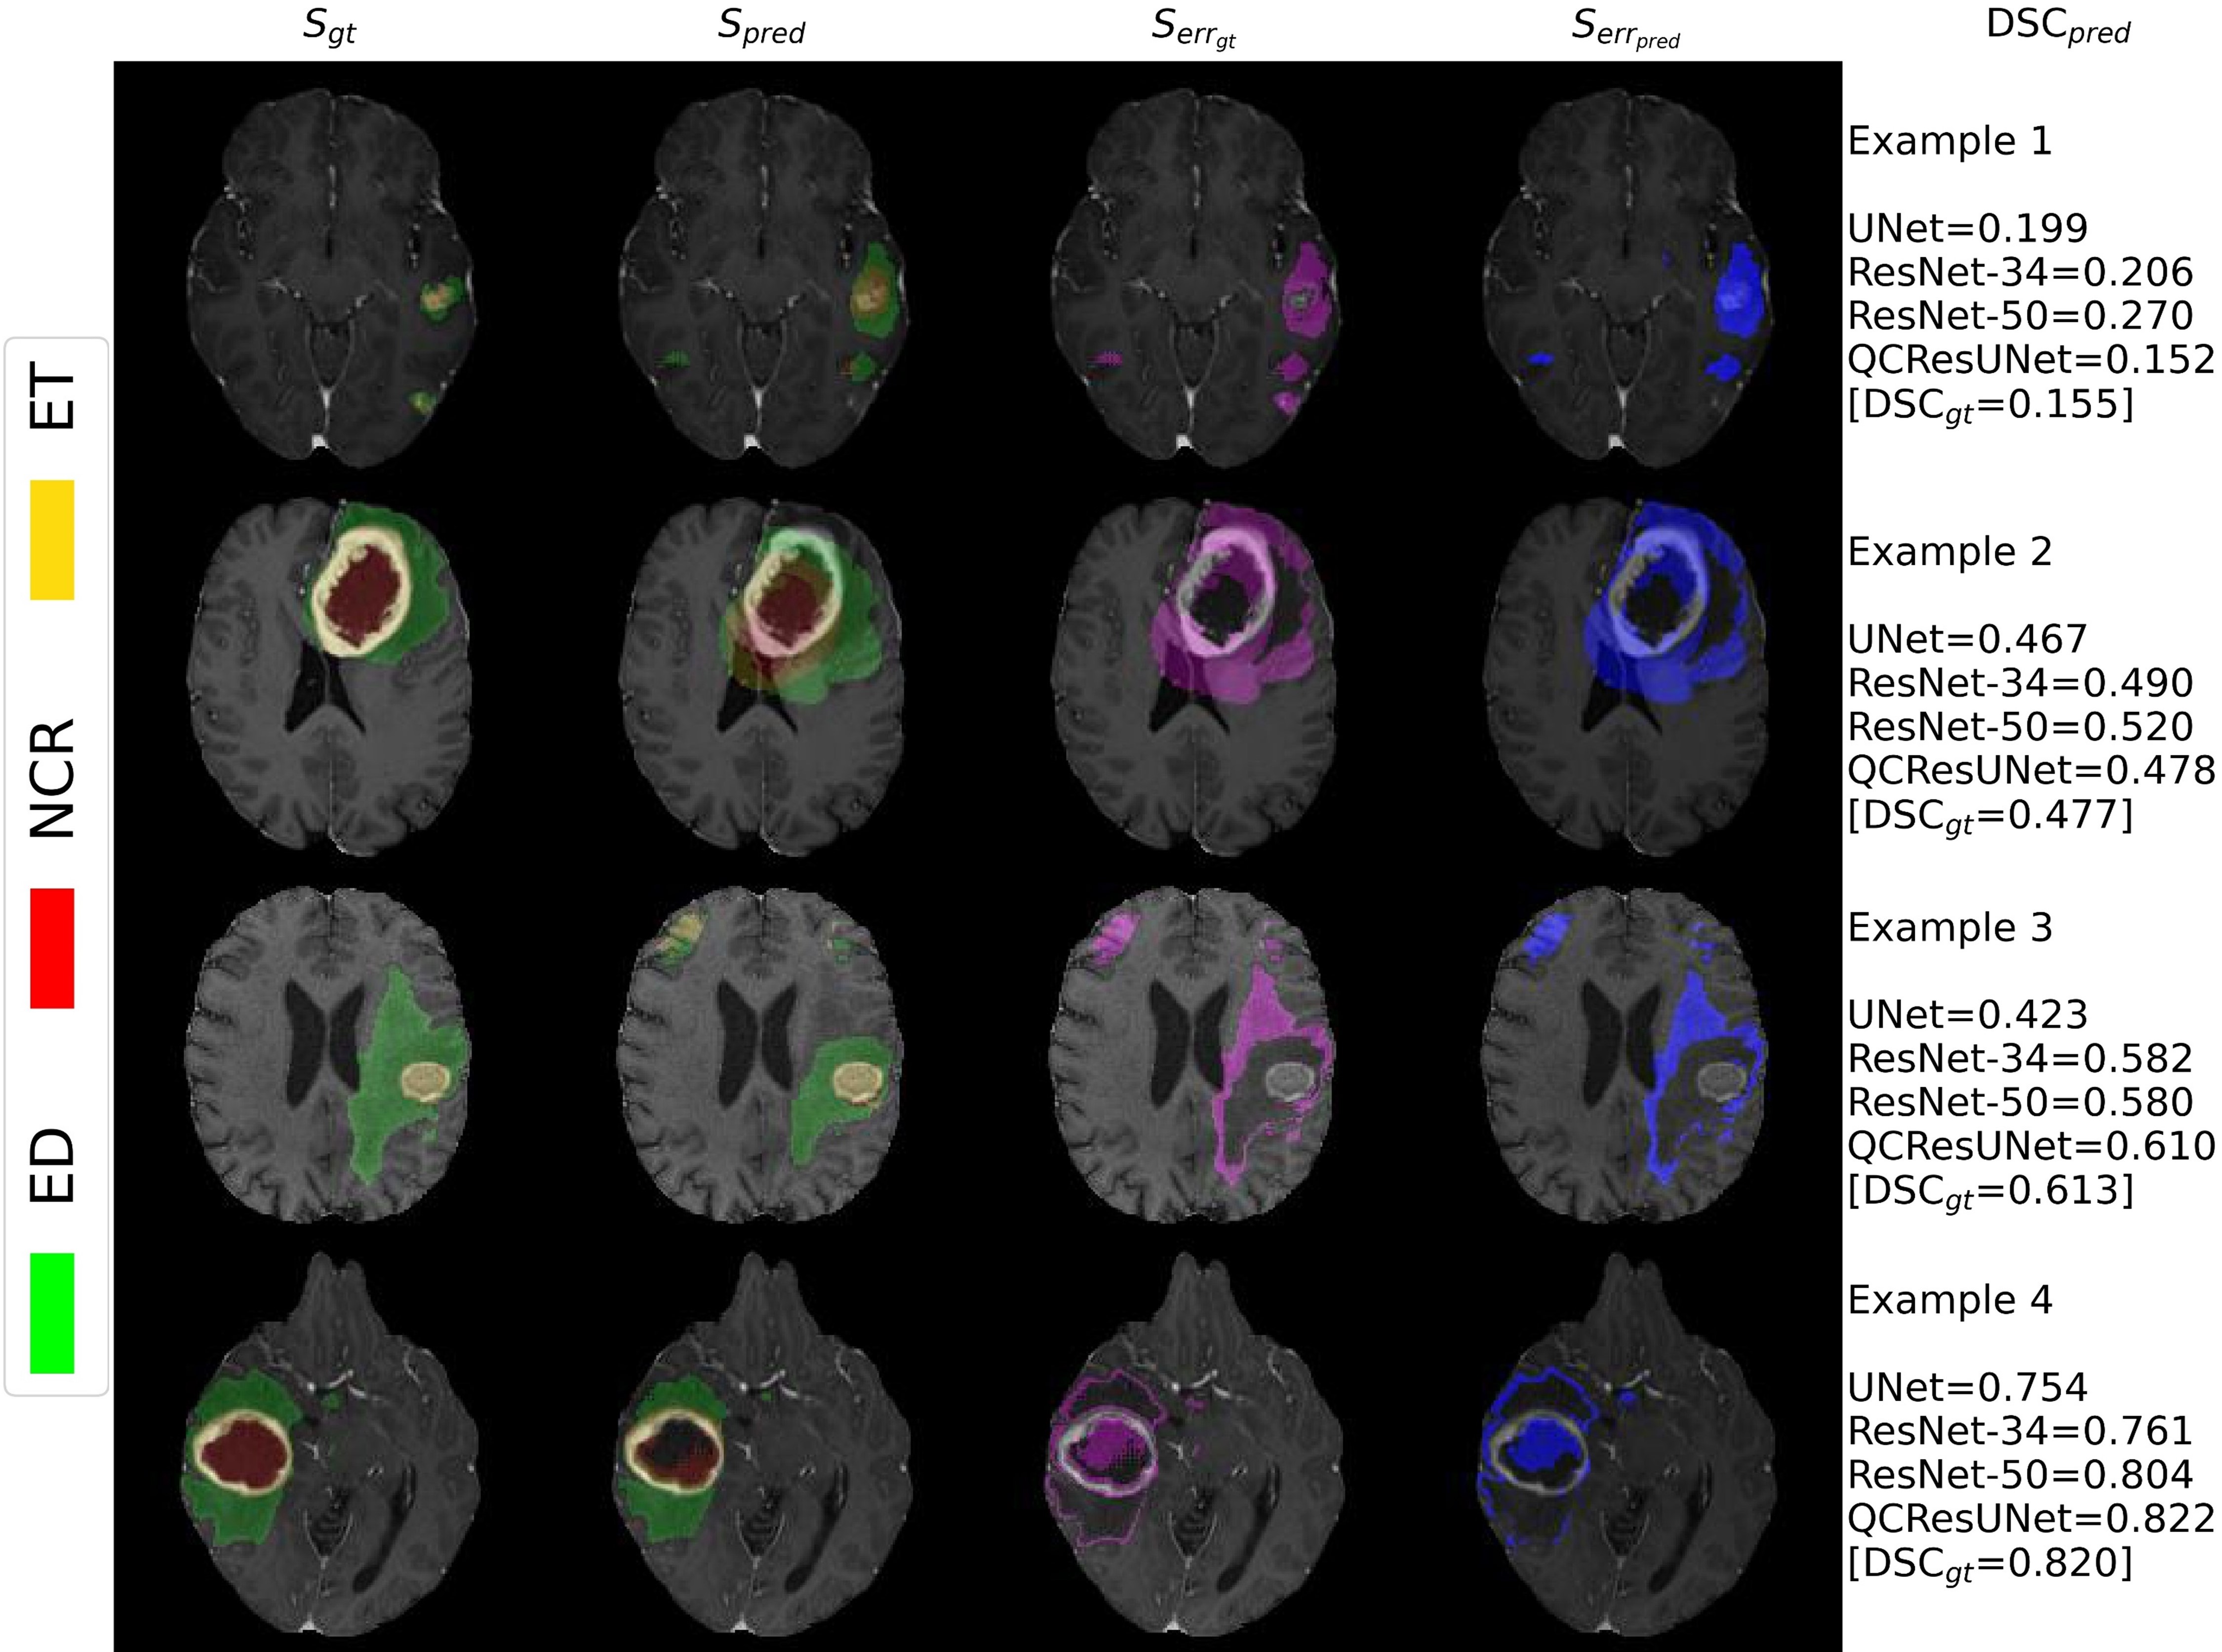 S_gt S_pred S_err_gt S_err_pred DSC_pred
ET
NCR
ED
Example 1
UNet=0.199
ResNet-34=0.206
ResNet-50=0.270
QCResUNet=0.152
[DSC_gt=0.155]
Example 2
UNet=0.467
ResNet-34=0.490
ResNet-50=0.520
QCResUNet=0.478
[DSC_gt=0.477]
Example 3
UNet=0.423
ResNet-34=0.582
ResNet-50=0.580
QCResUNet=0.610
[DSC_gt=0.613]
Example 4
UNet=0.754
ResNet-34=0.761
ResNet-50=0.804
QCResUNet=0.822
[DSC_gt=0.820]